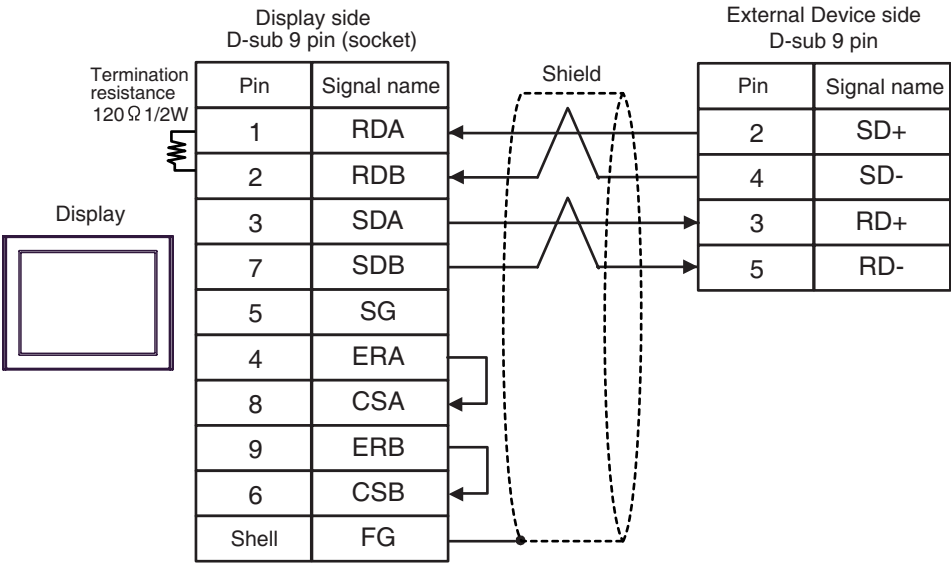 Display side
D-sub 9 pin (socket)
External Device side
D-sub 9 pin
Termination
resistance
120Ω 1/2W
Shield
Display
Pin Signal name
1 RDA
2 RDB
3 SDA
7 SDB
5 SG
4 ERA
8 CSA
9 ERB
6 CSB
Shell FG
Pin Signal name
2 SD+
4 SD-
3 RD+
5 RD-